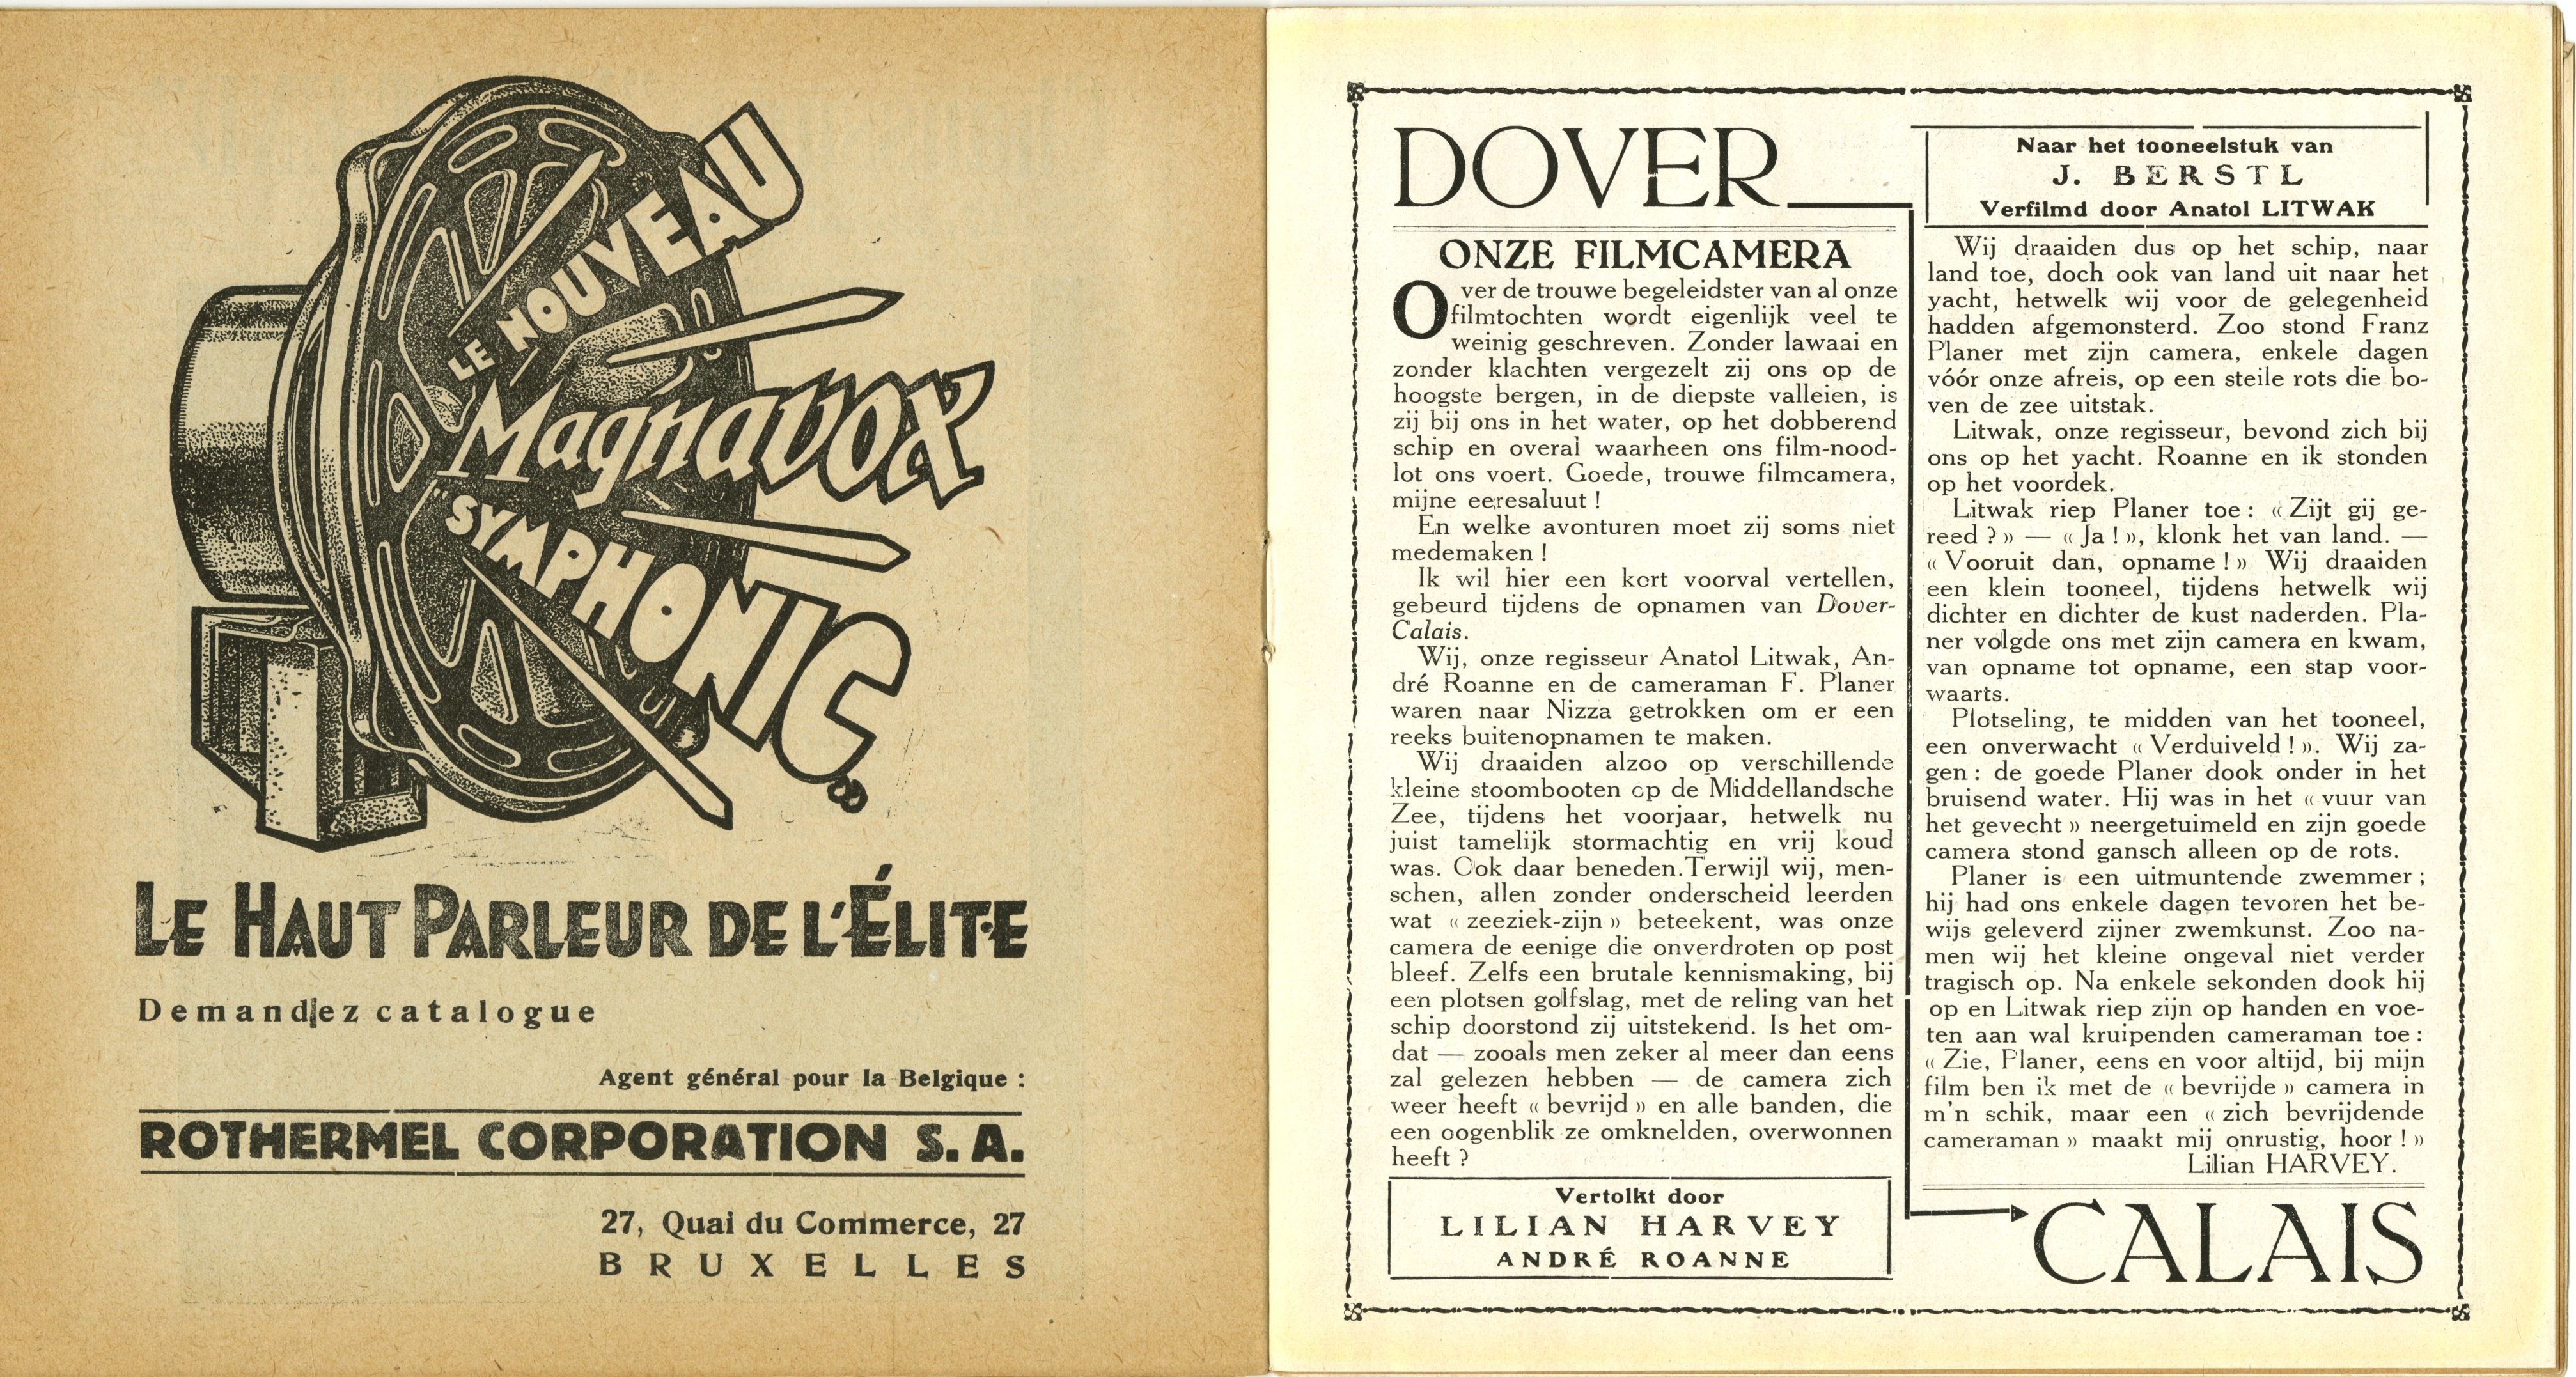 LE NOUVEAU
Magnavox
"SYMPHONIC"
LE HAUT PARLEUR DE L'ÉLITE
Demandez catalogue
Agent général pour la Belgique :
ROTHERMEL CORPORATION S. A.
27, Quai du Commerce, 27
BRUXELLES
DOVER
ONZE FILMCAMERA
Over de trouwe begeleidster van al onze
filmtochten wordt eigenlijk veel te
weinig geschreven. Zonder lawaai en
zonder klachten vergezelt zij ons op de
hoogste bergen, in de diepste valleien, is
zij bij ons in het water, op het dobberend
schip en overal waarheen ons film-nood-
lot ons voert. Goede, trouwe filmcamera,
mijne eeresaluut !
En welke avonturen moet zij soms niet
medemaken !
Ik wil hier een kort voorval vertellen,
gebeurd tijdens de opnamen van Dover-
Calais.
Wij, onze regisseur Anatol Litwak, An-
dré Roanne en de cameraman F. Planer
waren naar Nizza getrokken om er een
reeks buitenopnamen te maken.
Wij draaiden alzoo op verschillende
kleine stoombooten op de Middellandsche
Zee, tijdens het voorjaar, hetwelk nu
juist tamelijk stormachtig en vrij koud
was. Ook daar beneden.Terwijl wij, men-
schen, allen zonder onderscheid leerden
wat « zeeziek-zijn » beteekent, was onze
camera de eenige die onverdroten op post
bleef. Zelfs een brutale kennismaking, bij
een plotsen golfslag, met de reling van het
schip doorstond zij uitstekend. Is het om-
dat — zooals men zeker al meer dan eens
zal gelezen hebben — de camera zich
weer heeft « bevrijd » en alle banden, die
een oogenblik ze omknelden, overwonnen
heeft ?
Vertolkt door
LILIAN HARVEY
ANDRÉ ROANNE
Naar het tooneelstuk van
J. BERSTL
Verfilmd door Anatol LITWAK
Wij draaiden dus op het schip, naar
land toe, doch ook van land uit naar het
yacht, hetwelk wij voor de gelegenheid
hadden afgemonsterd. Zoo stond Franz
Planer met zijn camera, enkele dagen
vóór onze afreis, op een steile rots die bo-
ven de zee uitstak.
Litwak, onze regisseur, bevond zich bij
ons op het yacht. Roanne en ik stonden
op het voordek.
Litwak riep Planer toe : « Zijt gij ge-
reed ? » — « Ja ! », klonk het van land. —
« Vooruit dan, opname ! » Wij draaiden
een klein tooneel, tijdens hetwelk wij
dichter en dichter de kust naderden. Pla-
ner volgde ons met zijn camera en kwam,
van opname tot opname, een stap voor-
waarts.
Plotseling, te midden van het tooneel,
een onverwacht « Verduiveld ! ». Wij za-
gen : de goede Planer dook onder in het
bruisend water. Hij was in het « vuur van
het gevecht » neergetuimeld en zijn goede
camera stond gansch alleen op de rots.
Planer is een uitmuntende zwemmer ;
hij had ons enkele dagen tevoren het be-
wijs geleverd zijner zwemkunst. Zoo na-
men wij het kleine ongeval niet verder
tragisch op. Na enkele sekonden dook hij
op en Litwak riep zijn op handen en voe-
ten aan wal kruipenden cameraman toe :
« Zie, Planer, eens en voor altijd, bij mijn
film ben ik met de « bevrijde » camera in
m'n schik, maar een « zich bevrijdende
cameraman » maakt mij onrustig, hoor ! »
Lilian HARVEY.
CALAIS